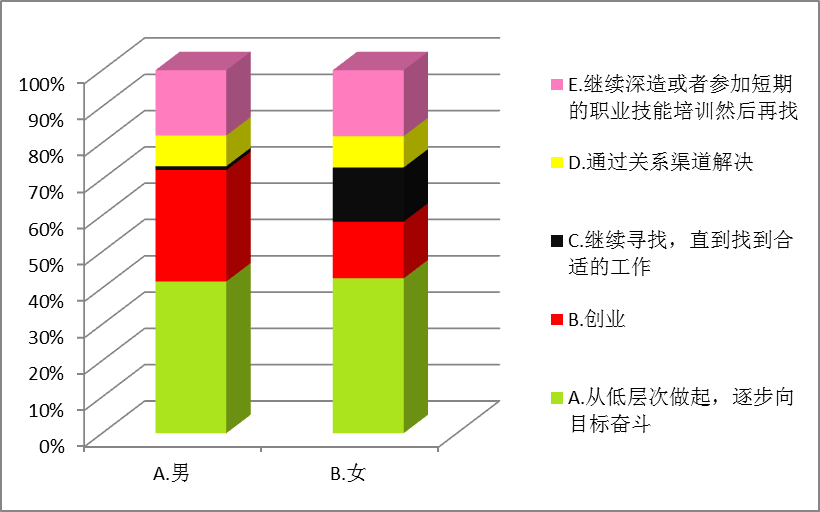 100%
90%
80%
70%
60%
50%
40%
30%
20%
10%
0%
A.男
B.女
E.继续深造或者参加短期
的职业技能培训然后再找
D.通过关系渠道解决
C.继续寻找，直到找到合
适的工作
B.创业
A.从低层次做起，逐步向
目标奋斗